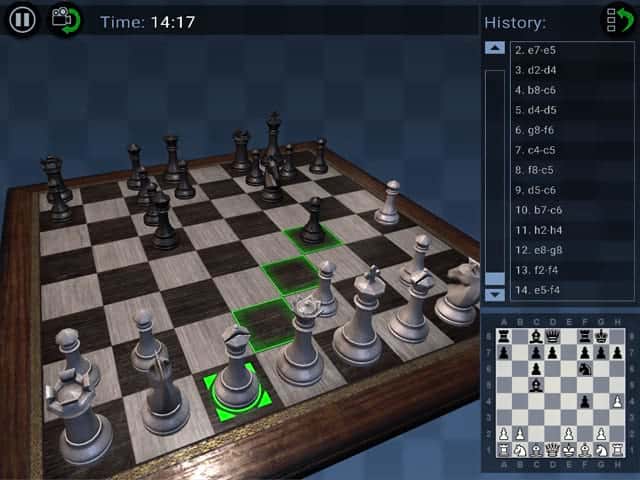 Time: 14:17
History:
2. e7-e5
3. d2-d4
4. b8-c6
5. d4-d5
6. g8-f6
7. c4-c5
8. f8-c5
9. d5-c6
10. b7-c6
11. h2-h4
12. e8-g8
13. f2-f4
14. e5-f4
A B C D E F G H
8 8
7 7
6 6
5 5
4 4
3 3
2 2
1 1
A B C D E F G H